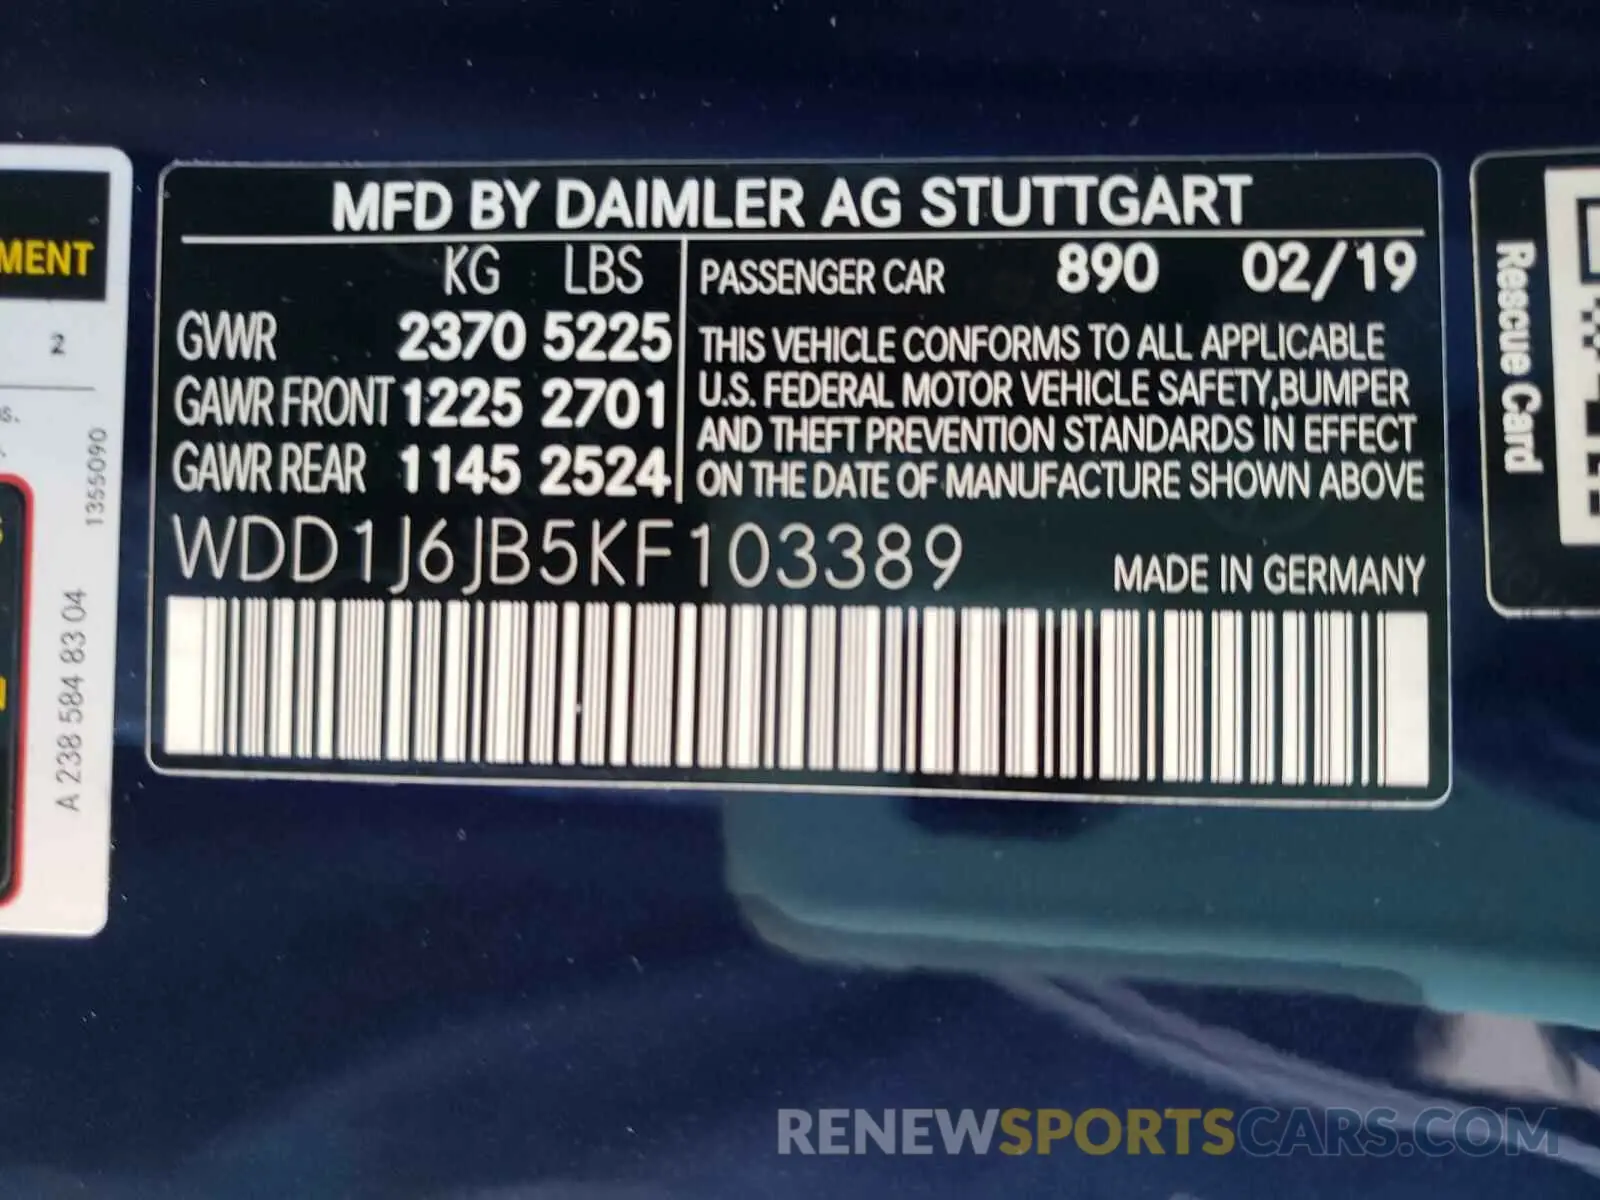 MFD BY DAIMLER AG STUTTGART
KG LBS
GVWR 2370 5225
GAWR FRONT 1225 2701
GAWR REAR 1145 2524
PASSENGER CAR 890 02/19
THIS VEHICLE CONFORMS TO ALL APPLICABLE
U.S. FEDERAL MOTOR VEHICLE SAFETY,BUMPER
AND THEFT PREVENTION STANDARDS IN EFFECT
ON THE DATE OF MANUFACTURE SHOWN ABOVE
WDD1J6JB5KF103389
MADE IN GERMANY
MENT
2
1355090
A 238 584 83 04
Rescue Card
RENEWSPORTSCARS.COM